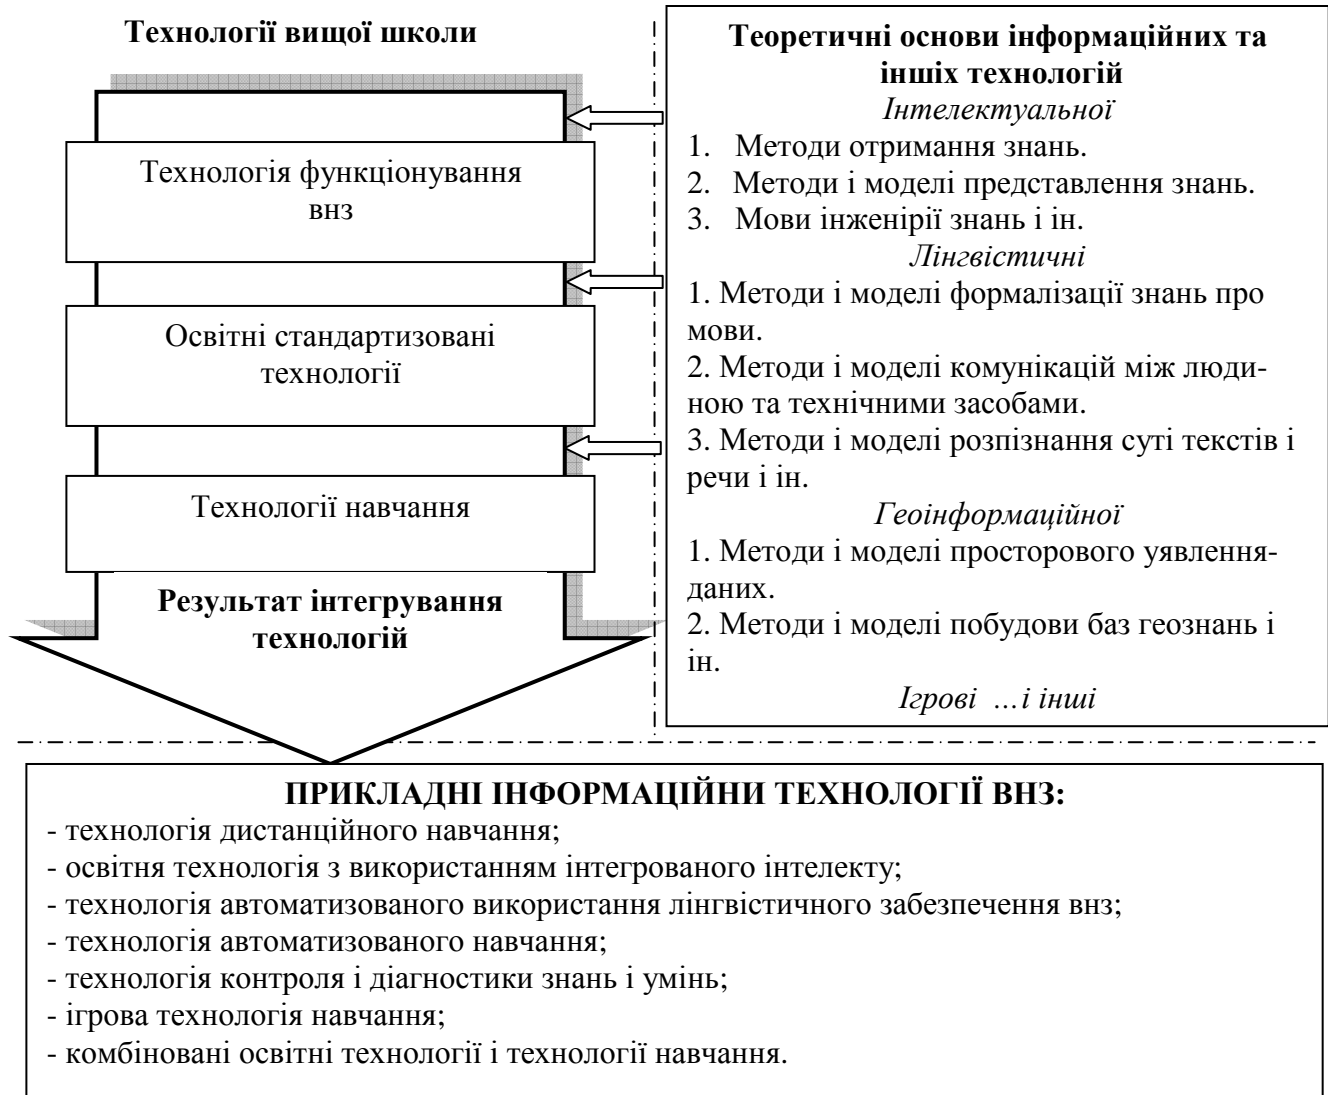 Технології вищої школи
Технологія функціонування
внз
Освітні стандартизовані
технології
Технології навчання
Результат інтегрування
технологій
Теоретичні основи інформаційних та
інших технологій
Інтелектуальної
1. Методи отримання знань.
2. Методи і моделі представлення знань.
3. Мови інженірії знань і ін.
Лінгвістичні
1. Методи і моделі формалізації знань про
мови.
2. Методи і моделі комунікацій між люди-
ною та технічними засобами.
3. Методи і моделі розпізнання суті текстів і
речи і ін.
Геоінформаційної
1. Методи і моделі просторового уявлення-
даних.
2. Методи і моделі побудови баз геознань і
ін.
Ігрові ...і інші
ПРИКЛАДНІ ІНФОРМАЦІЙНИ ТЕХНОЛОГІЇ ВНЗ:
- технологія дистанційного навчання;
- освітня технологія з використанням інтегрованого інтелекту;
- технологія автоматизованого використання лінгвістичного забезпечення внз;
- технологія автоматизованого навчання;
- технологія контроля і діагностики знань і умінь;
- ігрова технологія навчання;
- комбіновані освітні технології і технології навчання.